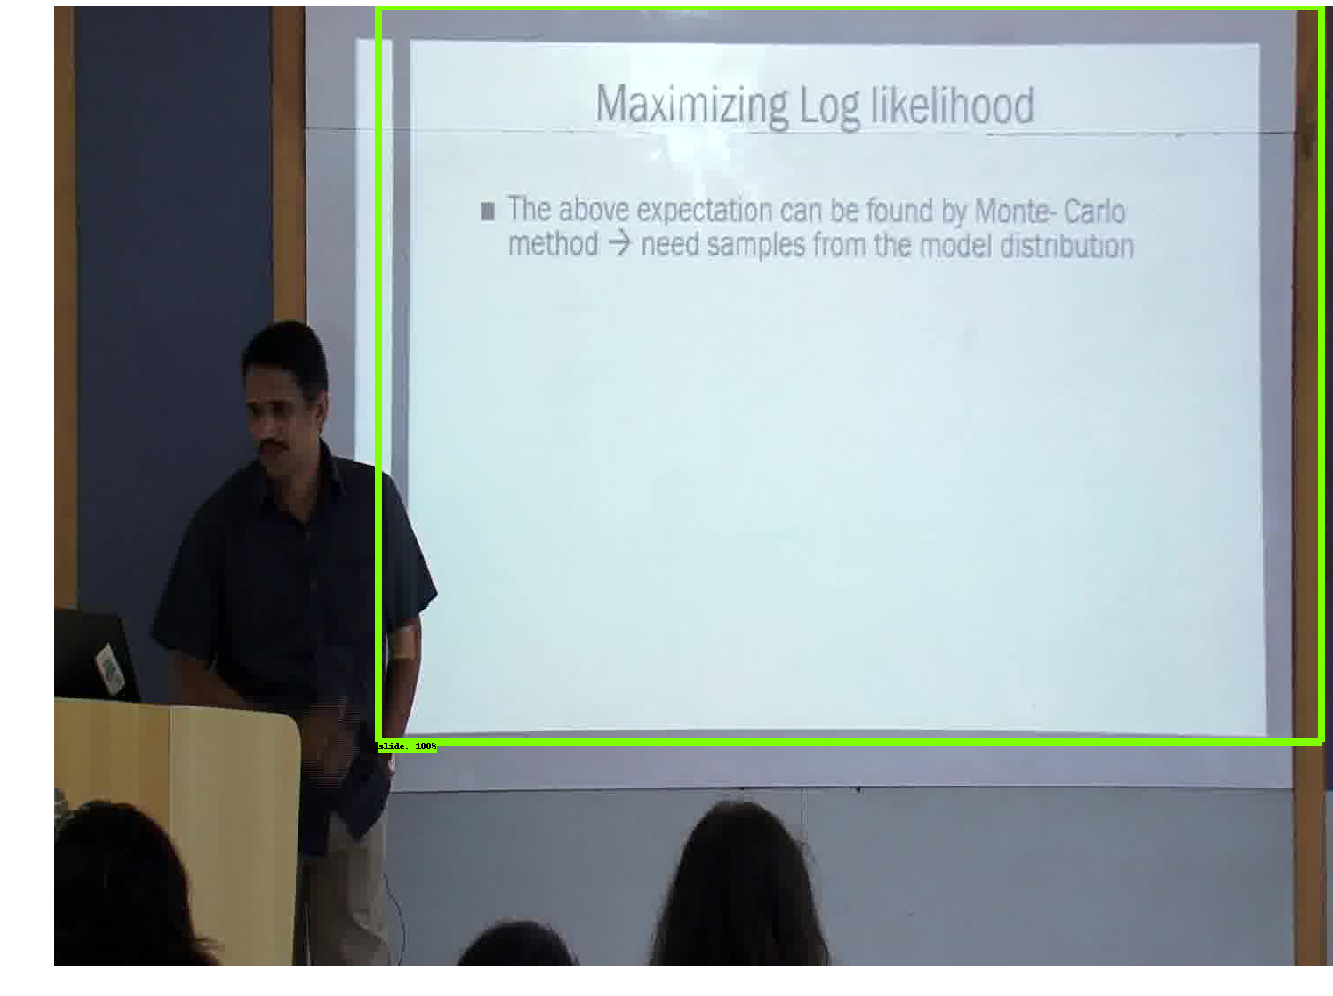 Maximizing Log likelihood
■ The above expectation can be found by Monte- Carlo
method → need samples from the model distribution
slide. 100%